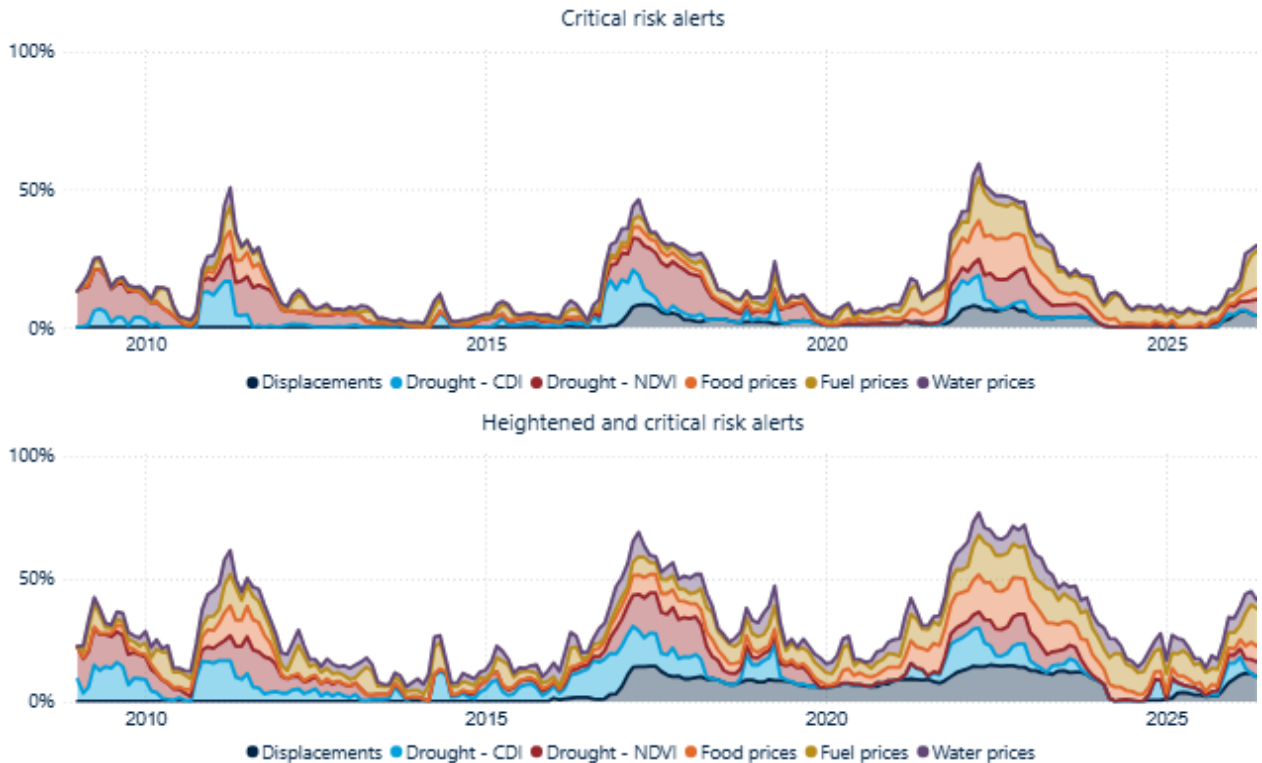 Critical risk alerts
100%
50%
0%
2010 2015 2020 2025
Displacements Drought - CDI Drought - NDVI Food prices Fuel prices Water prices
Heightened and critical risk alerts
100%
50%
0%
2010 2015 2020 2025
Displacements Drought - CDI Drought - NDVI Food prices Fuel prices Water prices